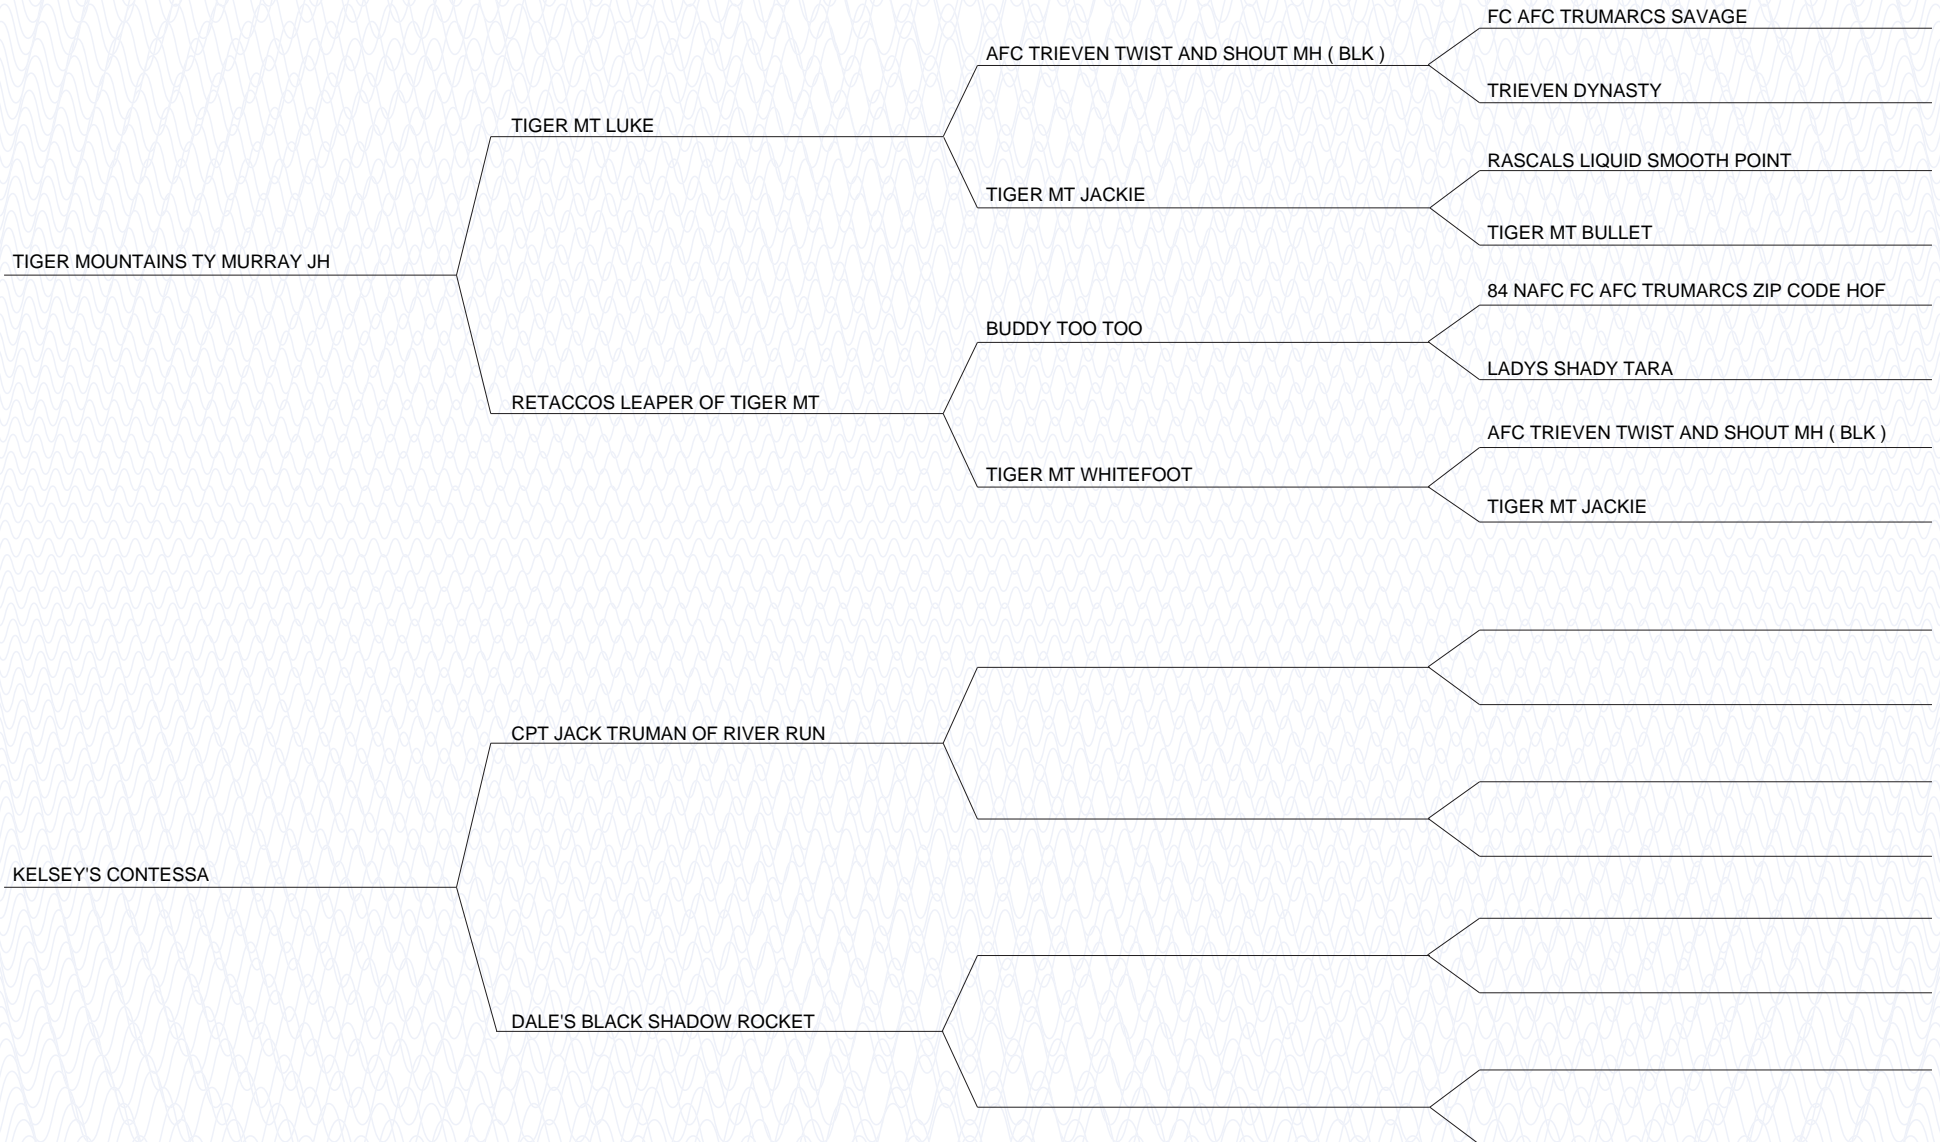 FC AFC TRUMARCS SAVAGE
AFC TRIEVEN TWIST AND SHOUT MH ( BLK )
TRIEVEN DYNASTY
TIGER MT LUKE
RASCALS LIQUID SMOOTH POINT
TIGER MT JACKIE
TIGER MT BULLET
TIGER MOUNTAINS TY MURRAY JH
84 NAFC FC AFC TRUMARCS ZIP CODE HOF
BUDDY TOO TOO
LADYS SHADY TARA
RETACCOS LEAPER OF TIGER MT
AFC TRIEVEN TWIST AND SHOUT MH ( BLK )
TIGER MT WHITEFOOT
TIGER MT JACKIE
CPT JACK TRUMAN OF RIVER RUN
KELSEY'S CONTESSA
DALE'S BLACK SHADOW ROCKET